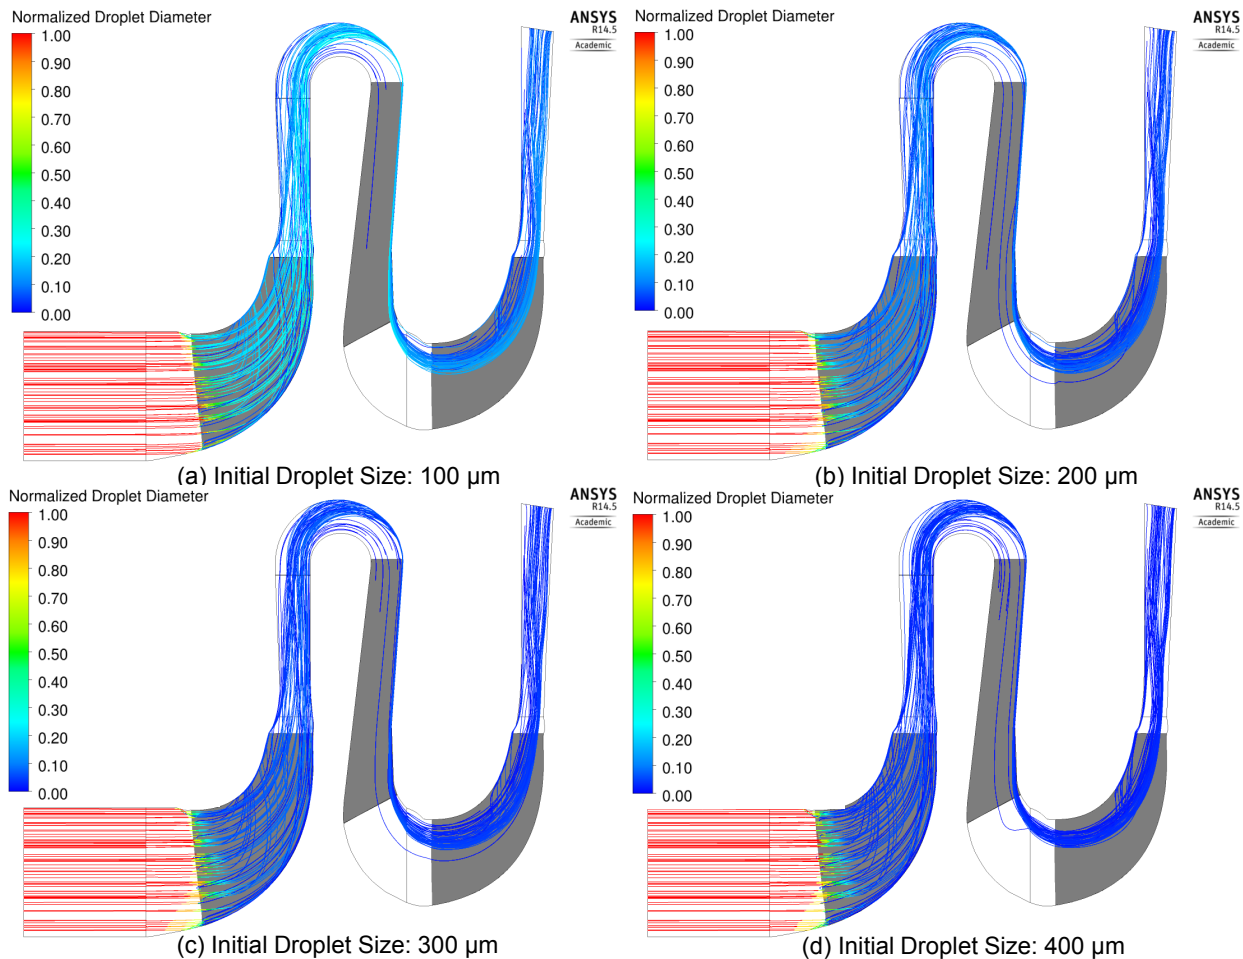 Normalized Droplet Diameter
1.00
0.90
0.80
0.70
0.60
0.50
0.40
0.30
0.20
0.10
0.00
ANSYS
R14.5
Academic
(a) Initial Droplet Size: 100 µm
Normalized Droplet Diameter
1.00
0.90
0.80
0.70
0.60
0.50
0.40
0.30
0.20
0.10
0.00
ANSYS
R14.5
Academic
(b) Initial Droplet Size: 200 µm
Normalized Droplet Diameter
1.00
0.90
0.80
0.70
0.60
0.50
0.40
0.30
0.20
0.10
0.00
ANSYS
R14.5
Academic
(c) Initial Droplet Size: 300 µm
Normalized Droplet Diameter
1.00
0.90
0.80
0.70
0.60
0.50
0.40
0.30
0.20
0.10
0.00
ANSYS
R14.5
Academic
(d) Initial Droplet Size: 400 µm